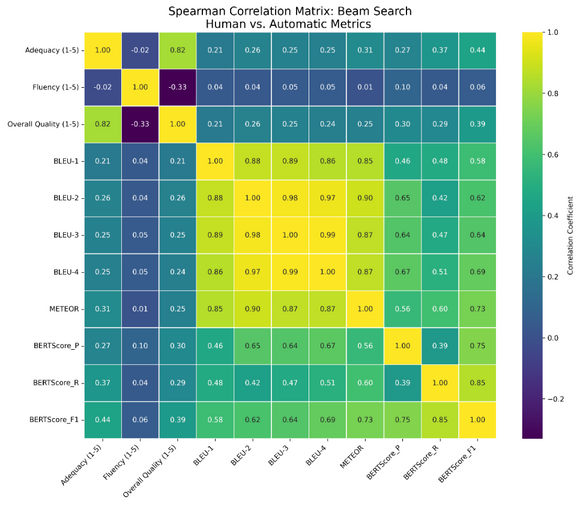 Spearman Correlation Matrix: Beam Search
Human vs. Automatic Metrics
Adequacy (1-5) 1.00 -0.02 0.82 0.21 0.26 0.25 0.25 0.31 0.27 0.37 0.44
Fluency (1-5) -0.02 1.00 -0.33 0.04 0.04 0.05 0.05 0.01 0.10 0.04 0.06
Overall Quality (1-5) 0.82 -0.33 1.00 0.21 0.26 0.25 0.24 0.25 0.30 0.29 0.39
BLEU-1 0.21 0.04 0.21 1.00 0.88 0.89 0.86 0.85 0.46 0.48 0.58
BLEU-2 0.26 0.04 0.26 0.88 1.00 0.98 0.97 0.90 0.65 0.42 0.62
BLEU-3 0.25 0.05 0.25 0.89 0.98 1.00 0.99 0.87 0.64 0.47 0.64
BLEU-4 0.25 0.05 0.24 0.86 0.97 0.99 1.00 0.87 0.67 0.51 0.69
METEOR 0.31 0.01 0.25 0.85 0.90 0.87 0.87 1.00 0.56 0.60 0.73
BERTScore_P 0.27 0.10 0.30 0.46 0.65 0.64 0.67 0.56 1.00 0.39 0.75
BERTScore_R 0.37 0.04 0.29 0.48 0.42 0.47 0.51 0.60 0.39 1.00 0.85
BERTScore_F1 0.44 0.06 0.39 0.58 0.62 0.64 0.69 0.73 0.75 0.85 1.00
Adequacy (1-5)
Fluency (1-5)
Overall Quality (1-5)
BLEU-1
BLEU-2
BLEU-3
BLEU-4
METEOR
BERTScore_P
BERTScore_R
BERTScore_F1
1.0
0.8
0.6
0.4
0.2
0.0
−0.2
Correlation Coefficient